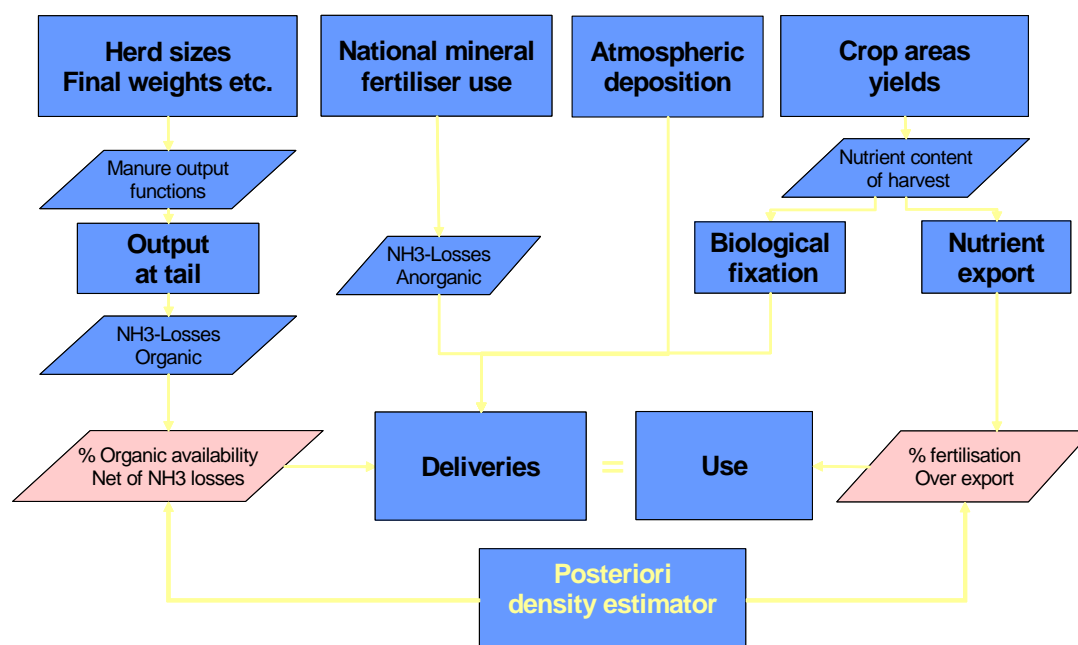 Herd sizes
Final weights etc.
National mineral
fertiliser use
Atmospheric
deposition
Crop areas
yields
Manure output
functions
Nutrient content
of harvest
Output
at tail
NH3-Losses
Anorganic
Biological
fixation
Nutrient
export
NH3-Losses
Organic
% Organic availability
Net of NH3 losses
Deliveries
=
Use
% fertilisation
Over export
Posteriori
density estimator